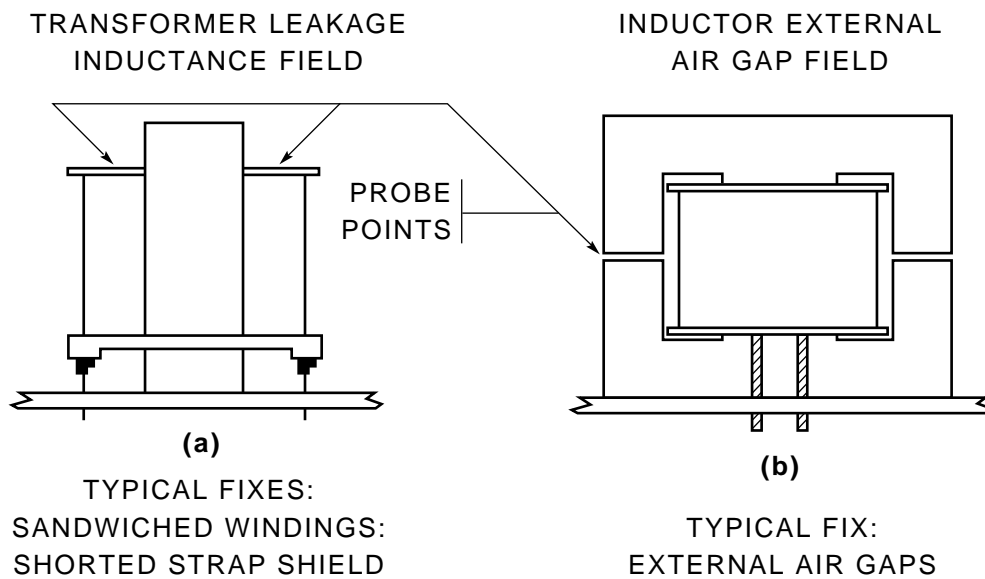 TRANSFORMER LEAKAGE
INDUCTANCE FIELD
INDUCTOR EXTERNAL
AIR GAP FIELD
PROBE
POINTS
(a)
TYPICAL FIXES:
SANDWICHED WINDINGS:
SHORTED STRAP SHIELD
(b)
TYPICAL FIX:
EXTERNAL AIR GAPS